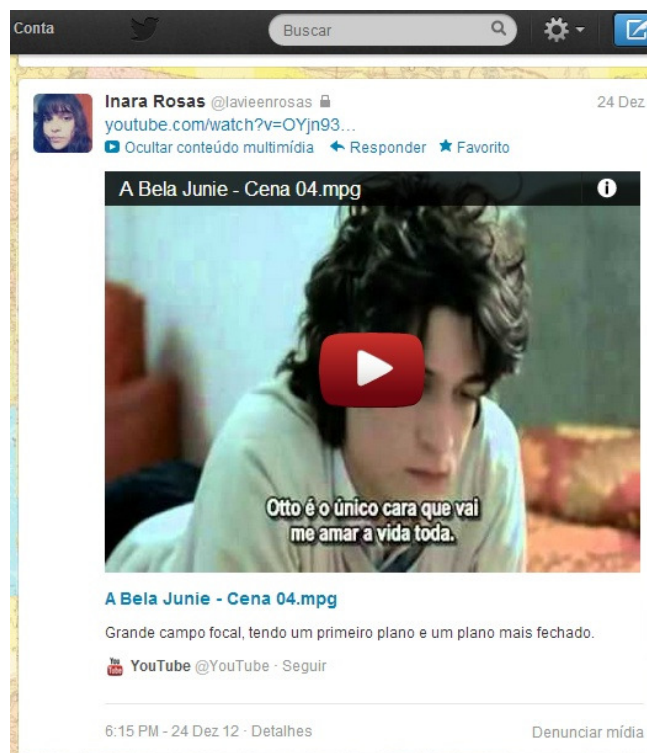 Conta
Buscar
Inara Rosas @lavieenrosas
24 Dez
youtube.com/watch?v=OYjn93...
Ocultar conteúdo multimídia Responder Favorito
A Bela Junie - Cena 04.mpg
Otto é o único cara que vai
me amar a vida toda.
A Bela Junie - Cena 04.mpg
Grande campo focal, tendo um primeiro plano e um plano mais fechado.
You Tube YouTube @YouTube · Seguir
6:15 PM - 24 Dez 12 · Detalhes
Denunciar mídia